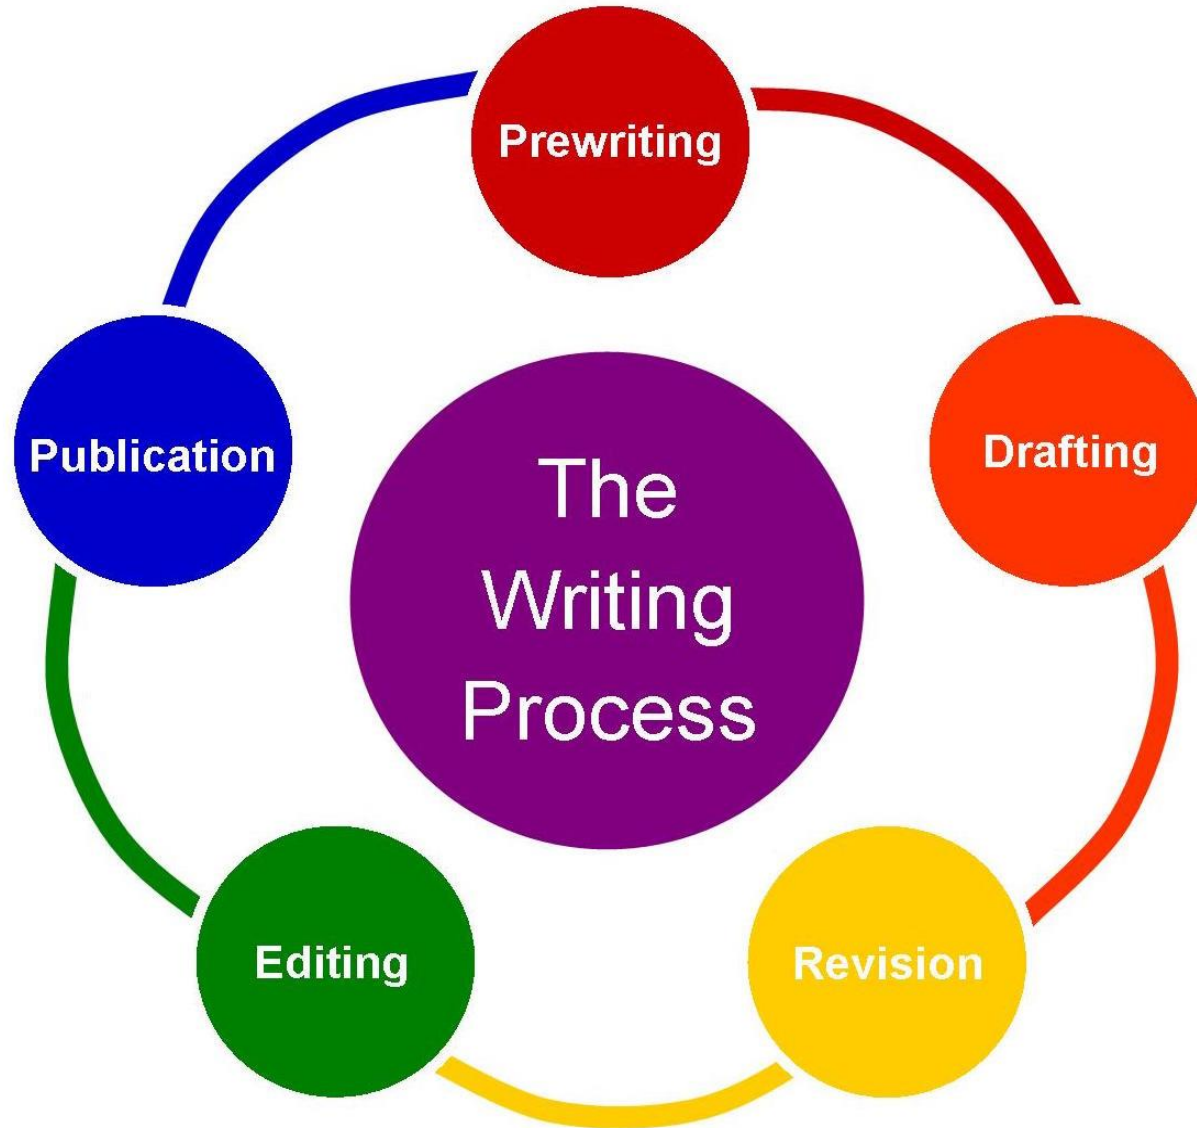 Prewriting
Drafting
Revision
Editing
Publication
The
Writing
Process